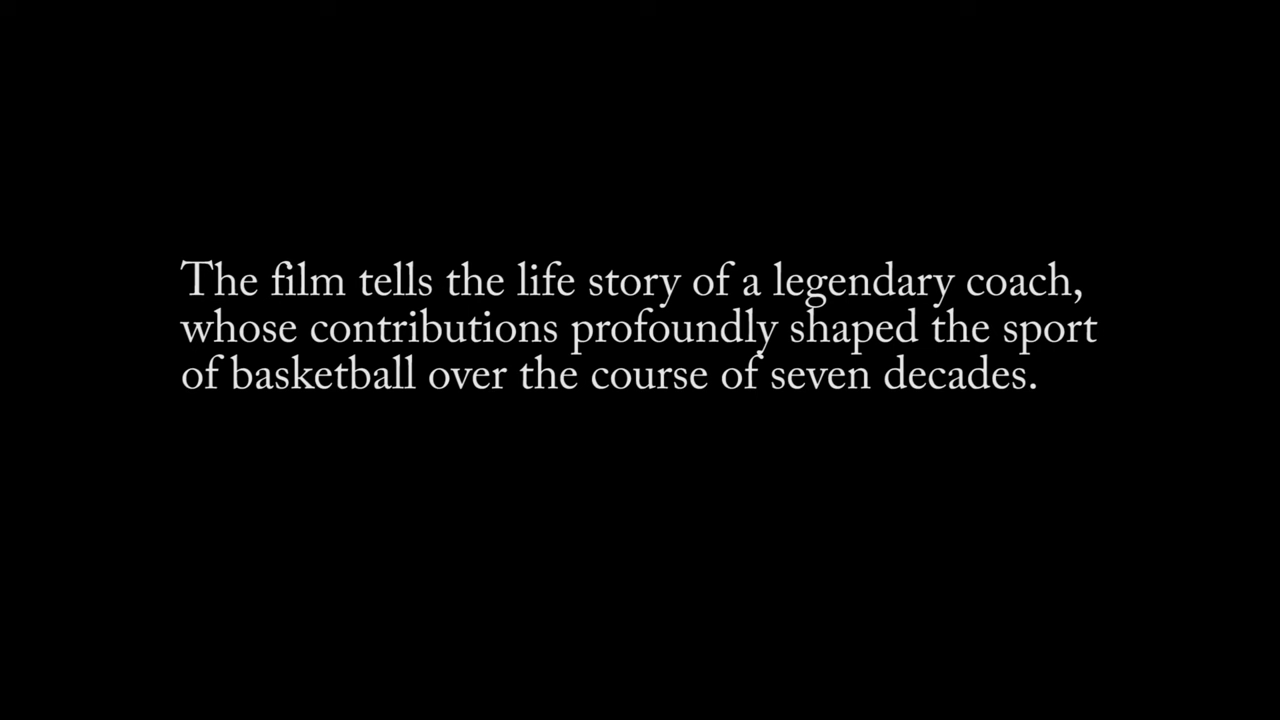 The film tells the life story of a legendary coach,
whose contributions profoundly shaped the sport
of basketball over the course of seven decades.